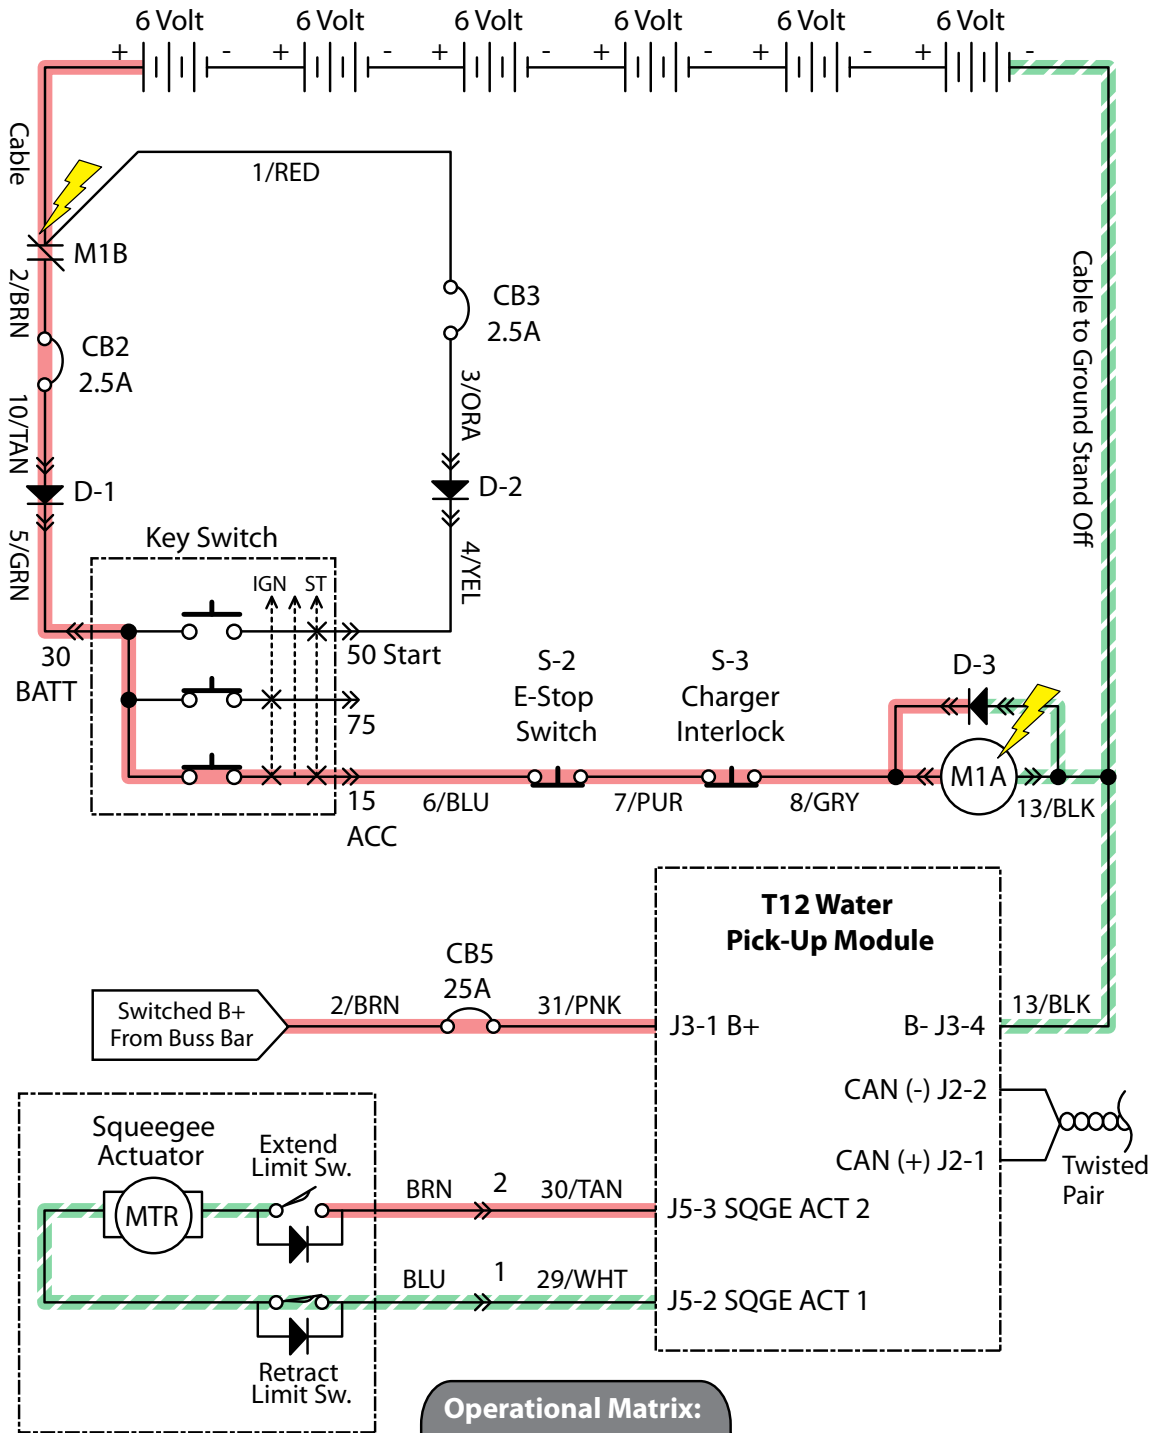 6 Volt 6 Volt 6 Volt 6 Volt 6 Volt 6 Volt
+ - + - + - + - + - + -
Cable
1/RED
M1B
2/BRN
CB3
2.5A
CB2
2.5A
Cable to Ground Stand Off
10/TAN
3/ORA
D-1
D-2
5/GRN
4/YEL
Key Switch
IGN ST
30
BATT
50 Start
75
15
ACC
S-2
E-Stop
Switch
S-3
Charger
Interlock
D-3
M1A
6/BLU
7/PUR
8/GRY
13/BLK
T12 Water
Pick-Up Module
CB5
25A
Switched B+
From Buss Bar
2/BRN
31/PNK
J3-1 B+
B- J3-4
13/BLK
CAN (-) J2-2
CAN (+) J2-1
Twisted
Pair
Squeegee
Actuator
Extend
Limit Sw.
MTR
BRN 2 30/TAN
J5-3 SQGE ACT 2
BLU 1 29/WHT
J5-2 SQGE ACT 1
Retract
Limit Sw.
Operational Matrix: